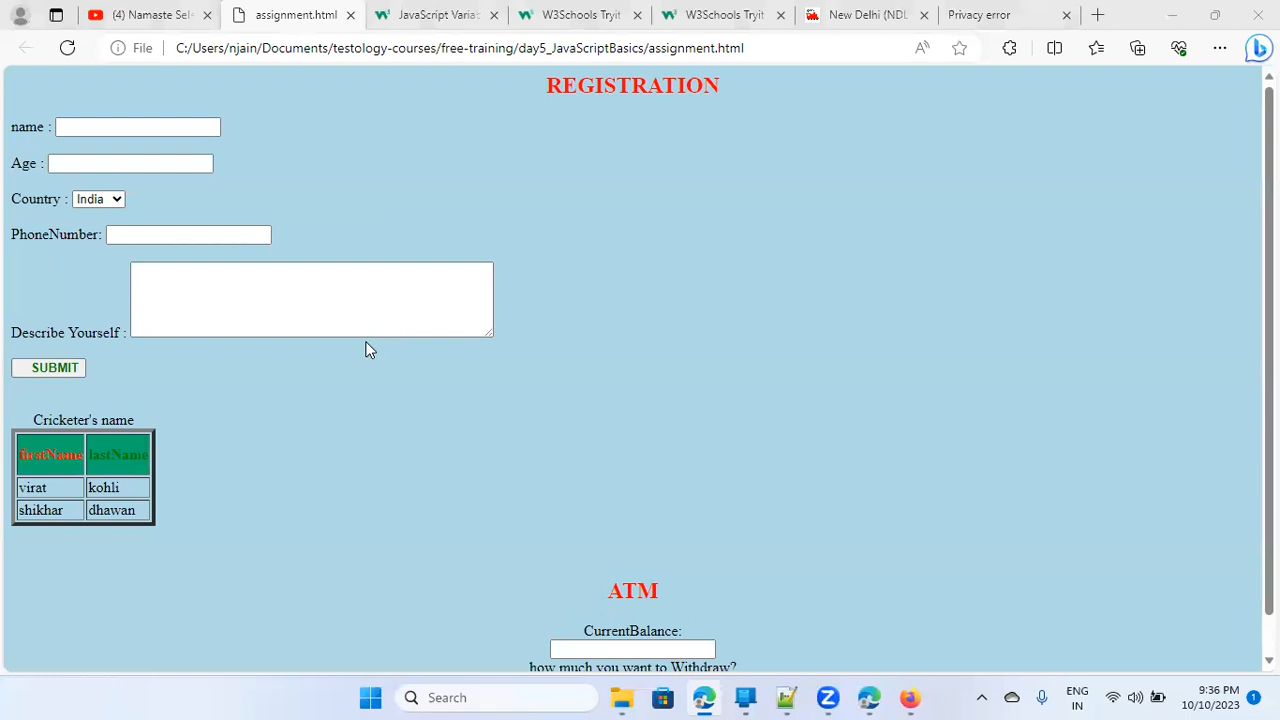 (4) Namaste Sel
assignment.html
JavaScript Varia
W3Schools Tryit
W3Schools Tryit
New Delhi (NDL
Privacy error
File
C:/Users/njain/Documents/testology-courses/free-training/day5_JavaScriptBasics/assignment.html
REGISTRATION
name :
Age :
Country : India
PhoneNumber:
Describe Yourself :
SUBMIT
Cricketer's name
firstName lastName
virat kohli
shikhar dhawan
ATM
CurrentBalance:
how much you want to Withdraw?
Search
ENG
IN
9:36 PM
10/10/2023
1